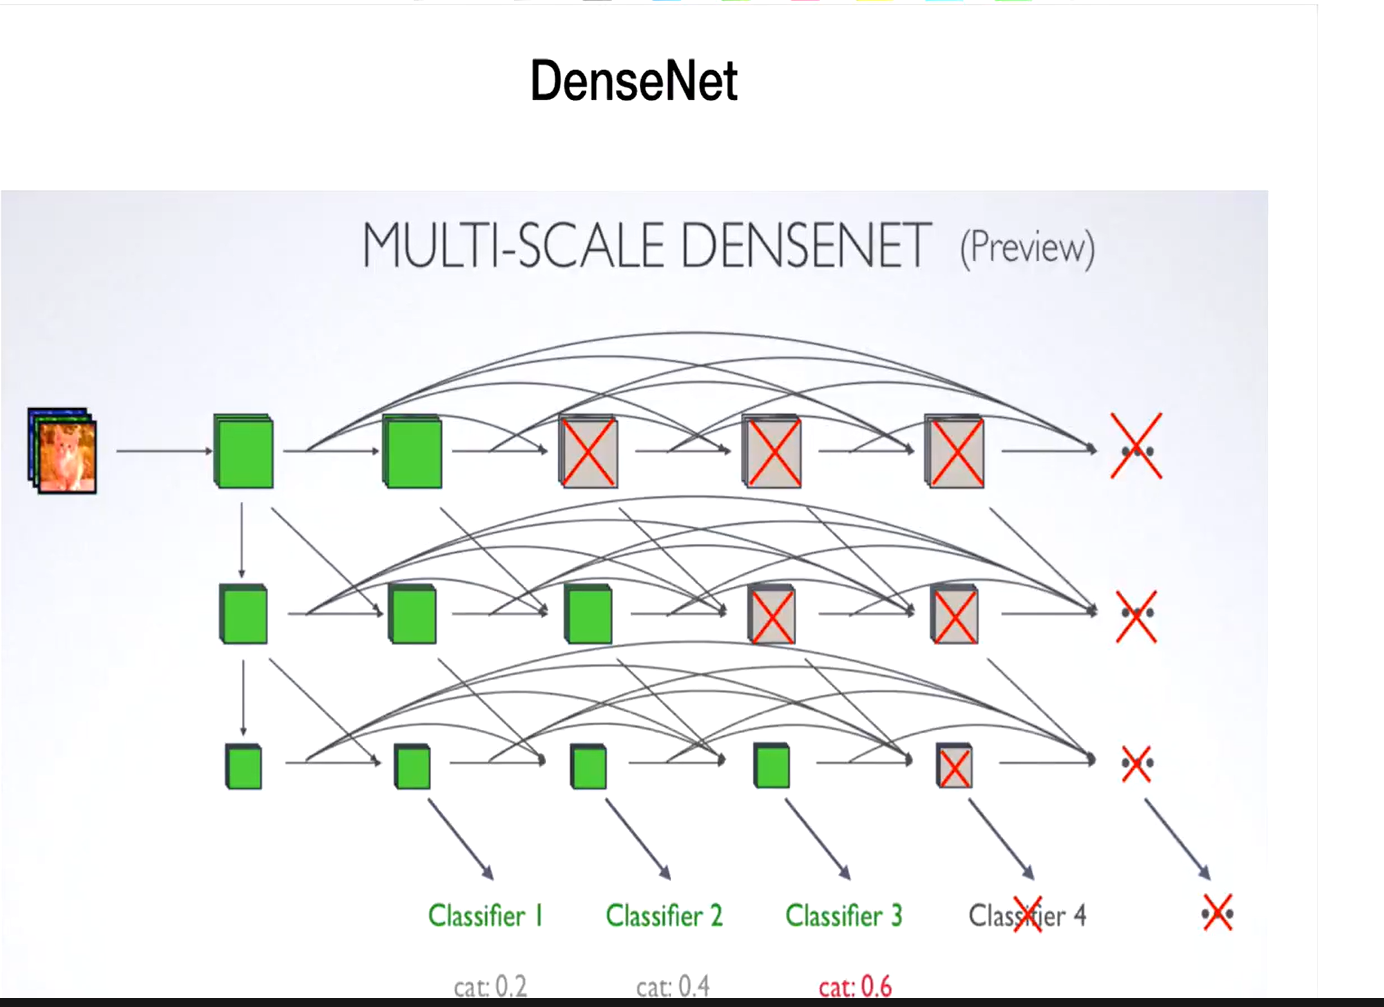 DenseNet
MULTI-SCALE DENSENET (Preview)
Classifier 1 Classifier 2 Classifier 3 Classifier 4
cat: 0.2 cat: 0.4 cat: 0.6